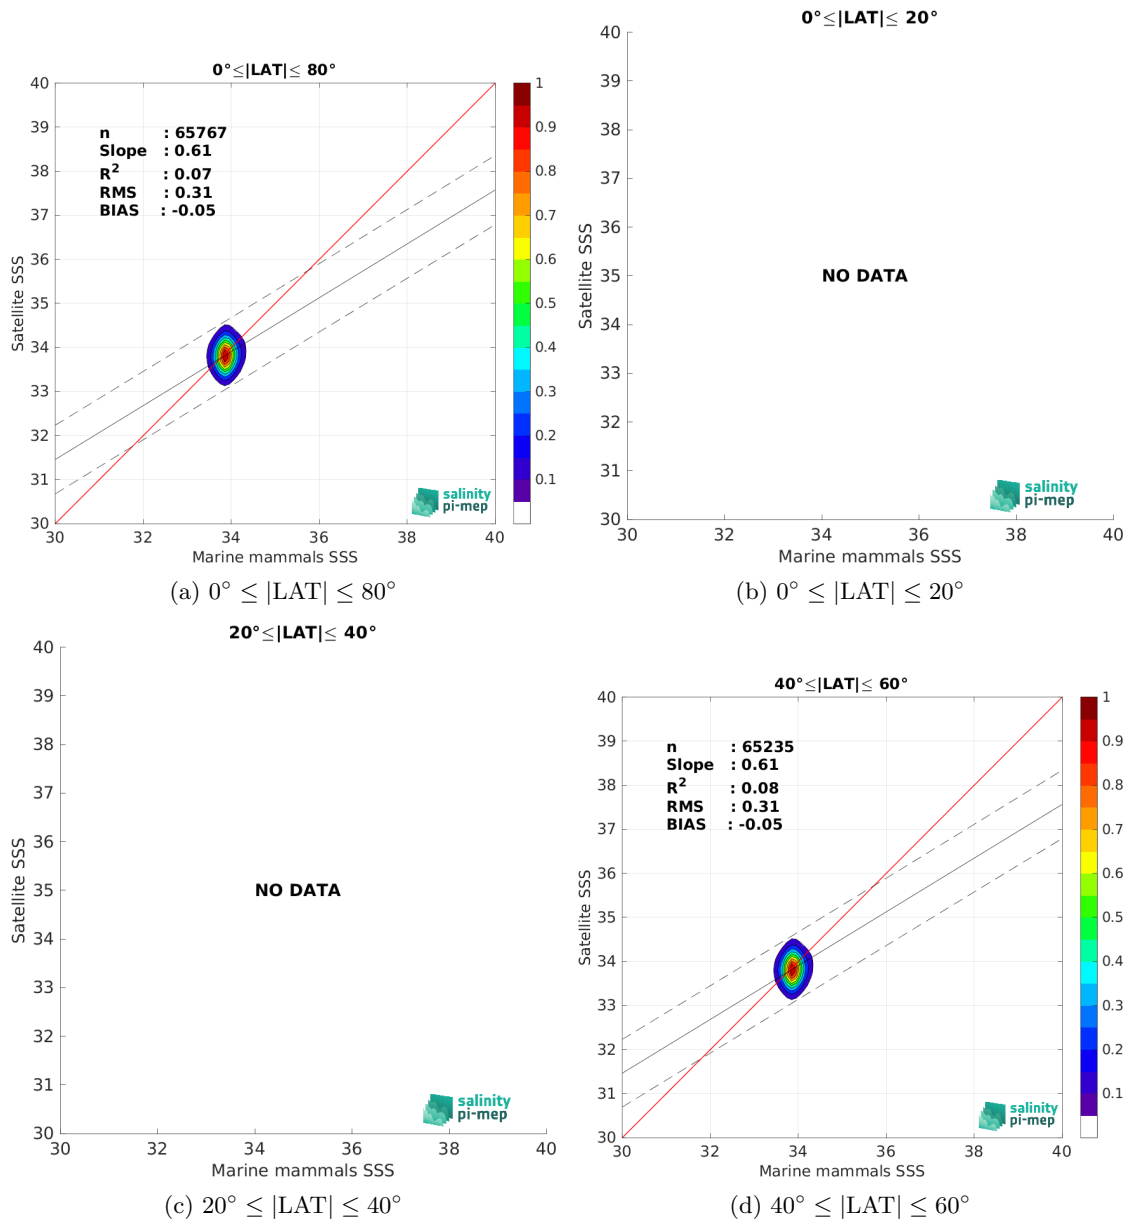 0°≤|LAT|≤ 80°
40
39
38
37
36
35
34
33
32
31
30
Satellite SSS
n : 65767
Slope : 0.61
R² : 0.07
RMS : 0.31
BIAS : -0.05
salinity
pi-mep
30 32 34 36 38 40
Marine mammals SSS
1
0.9
0.8
0.7
0.6
0.5
0.4
0.3
0.2
0.1
(a) 0° ≤ |LAT| ≤ 80°
0°≤|LAT|≤ 20°
40
39
38
37
36
35
34
33
32
31
30
Satellite SSS
NO DATA
salinity
pi-mep
30 32 34 36 38 40
Marine mammals SSS
(b) 0° ≤ |LAT| ≤ 20°
20°≤|LAT|≤ 40°
40
39
38
37
36
35
34
33
32
31
30
Satellite SSS
NO DATA
salinity
pi-mep
30 32 34 36 38 40
Marine mammals SSS
(c) 20° ≤ |LAT| ≤ 40°
40°≤|LAT|≤ 60°
40
39
38
37
36
35
34
33
32
31
30
Satellite SSS
n : 65235
Slope : 0.61
R² : 0.08
RMS : 0.31
BIAS : -0.05
salinity
pi-mep
30 32 34 36 38 40
Marine mammals SSS
1
0.9
0.8
0.7
0.6
0.5
0.4
0.3
0.2
0.1
(d) 40° ≤ |LAT| ≤ 60°